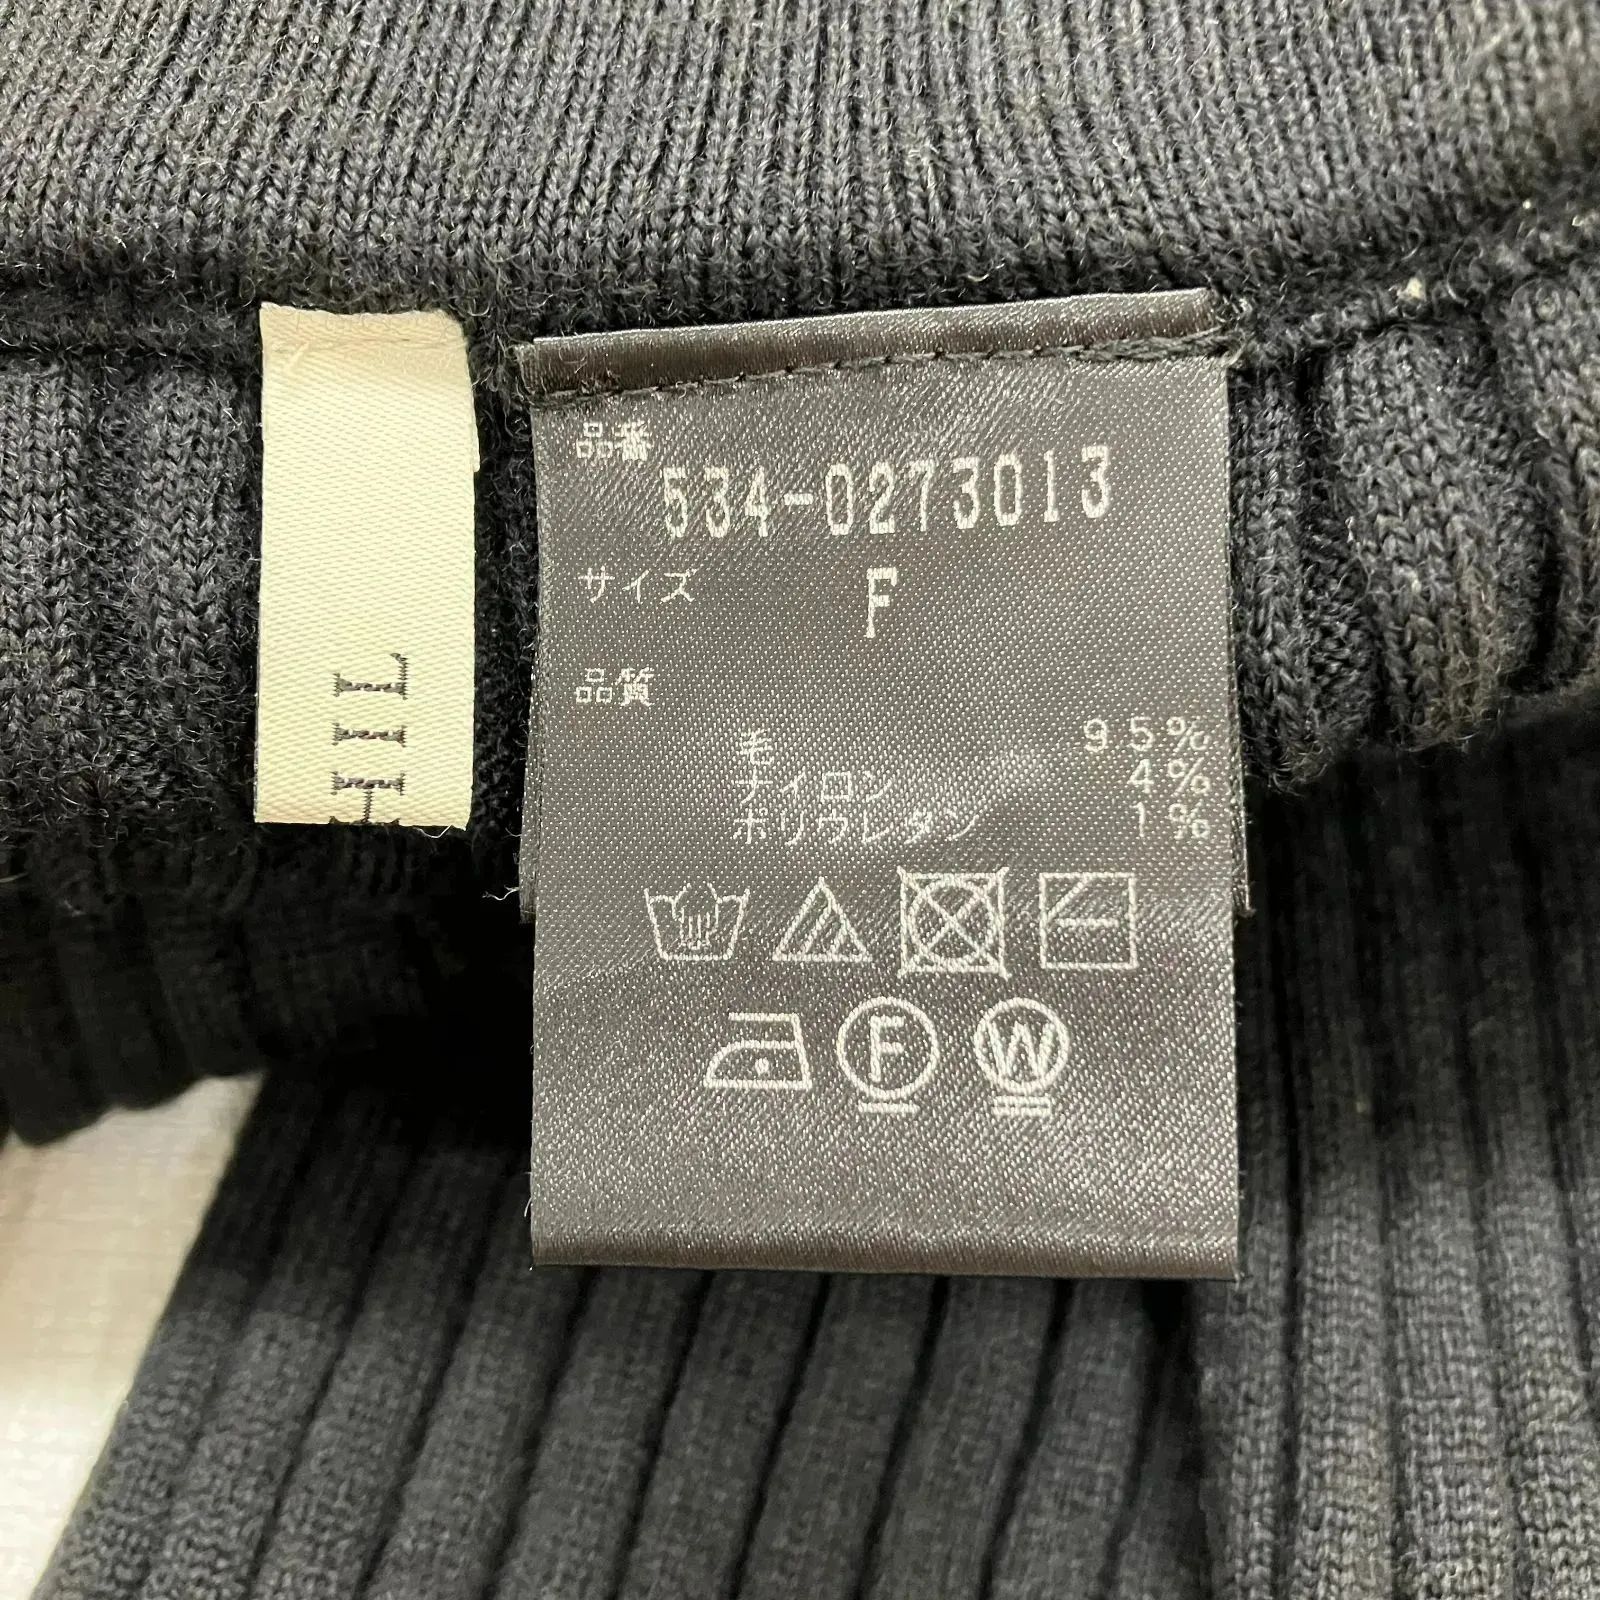 品番
534-0273013
サイズ F
品質
毛 95%
ナイロン 4%
ポリウレタン 1%
F W